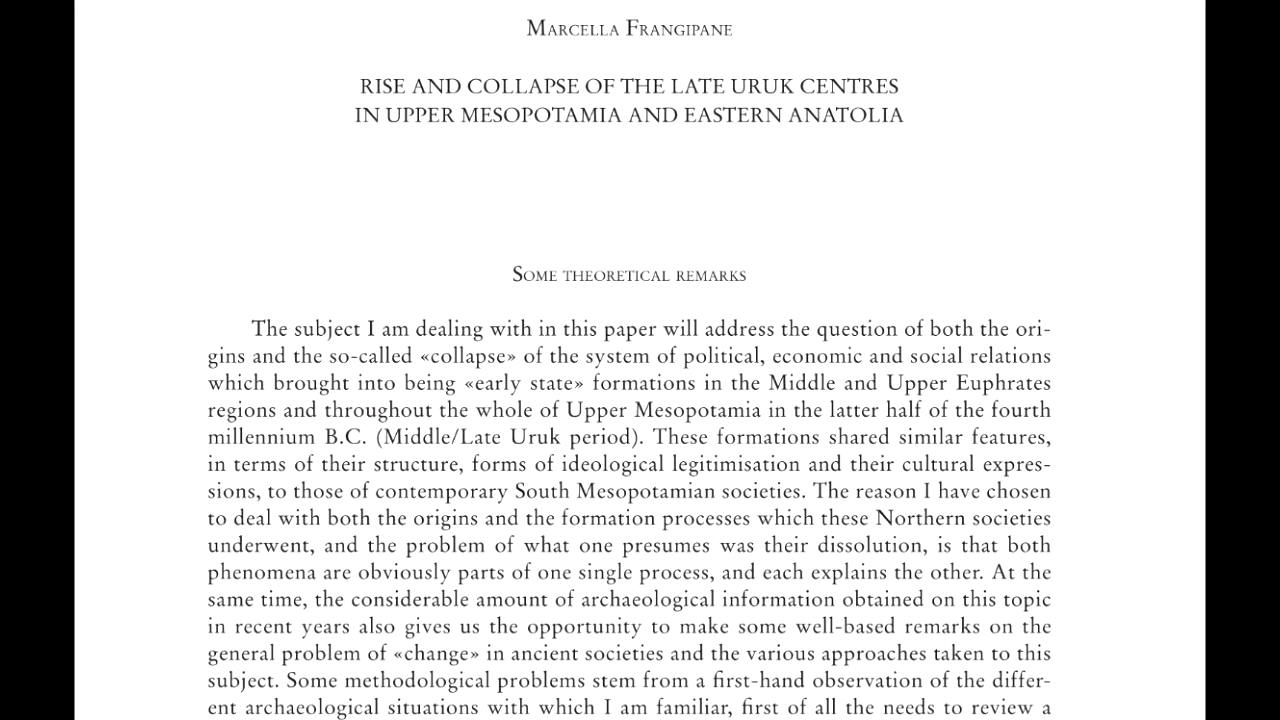 Marcella Frangipane
RISE AND COLLAPSE OF THE LATE URUK CENTRES
IN UPPER MESOPOTAMIA AND EASTERN ANATOLIA
Some theoretical remarks
The subject I am dealing with in this paper will address the question of both the ori-
gins and the so-called «collapse» of the system of political, economic and social relations
which brought into being «early state» formations in the Middle and Upper Euphrates
regions and throughout the whole of Upper Mesopotamia in the latter half of the fourth
millennium B.C. (Middle/Late Uruk period). These formations shared similar features,
in terms of their structure, forms of ideological legitimisation and their cultural expres-
sions, to those of contemporary South Mesopotamian societies. The reason I have chosen
to deal with both the origins and the formation processes which these Northern societies
underwent, and the problem of what one presumes was their dissolution, is that both
phenomena are obviously parts of one single process, and each explains the other. At the
same time, the considerable amount of archaeological information obtained on this topic
in recent years also gives us the opportunity to make some well-based remarks on the
general problem of «change» in ancient societies and the various approaches taken to this
subject. Some methodological problems stem from a first-hand observation of the differ-
ent archaeological situations with which I am familiar, first of all the needs to review a